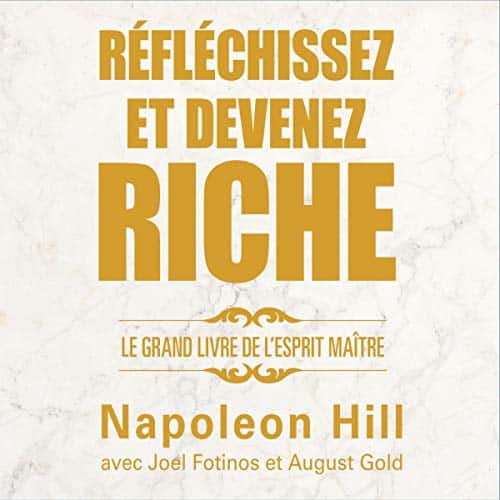 RÉFLÉCHISSEZ
ET DEVENEZ
RICHE
LE GRAND LIVRE DE L'ESPRIT MAÎTRE
Napoleon Hill
avec Joel Fotinos et August Gold